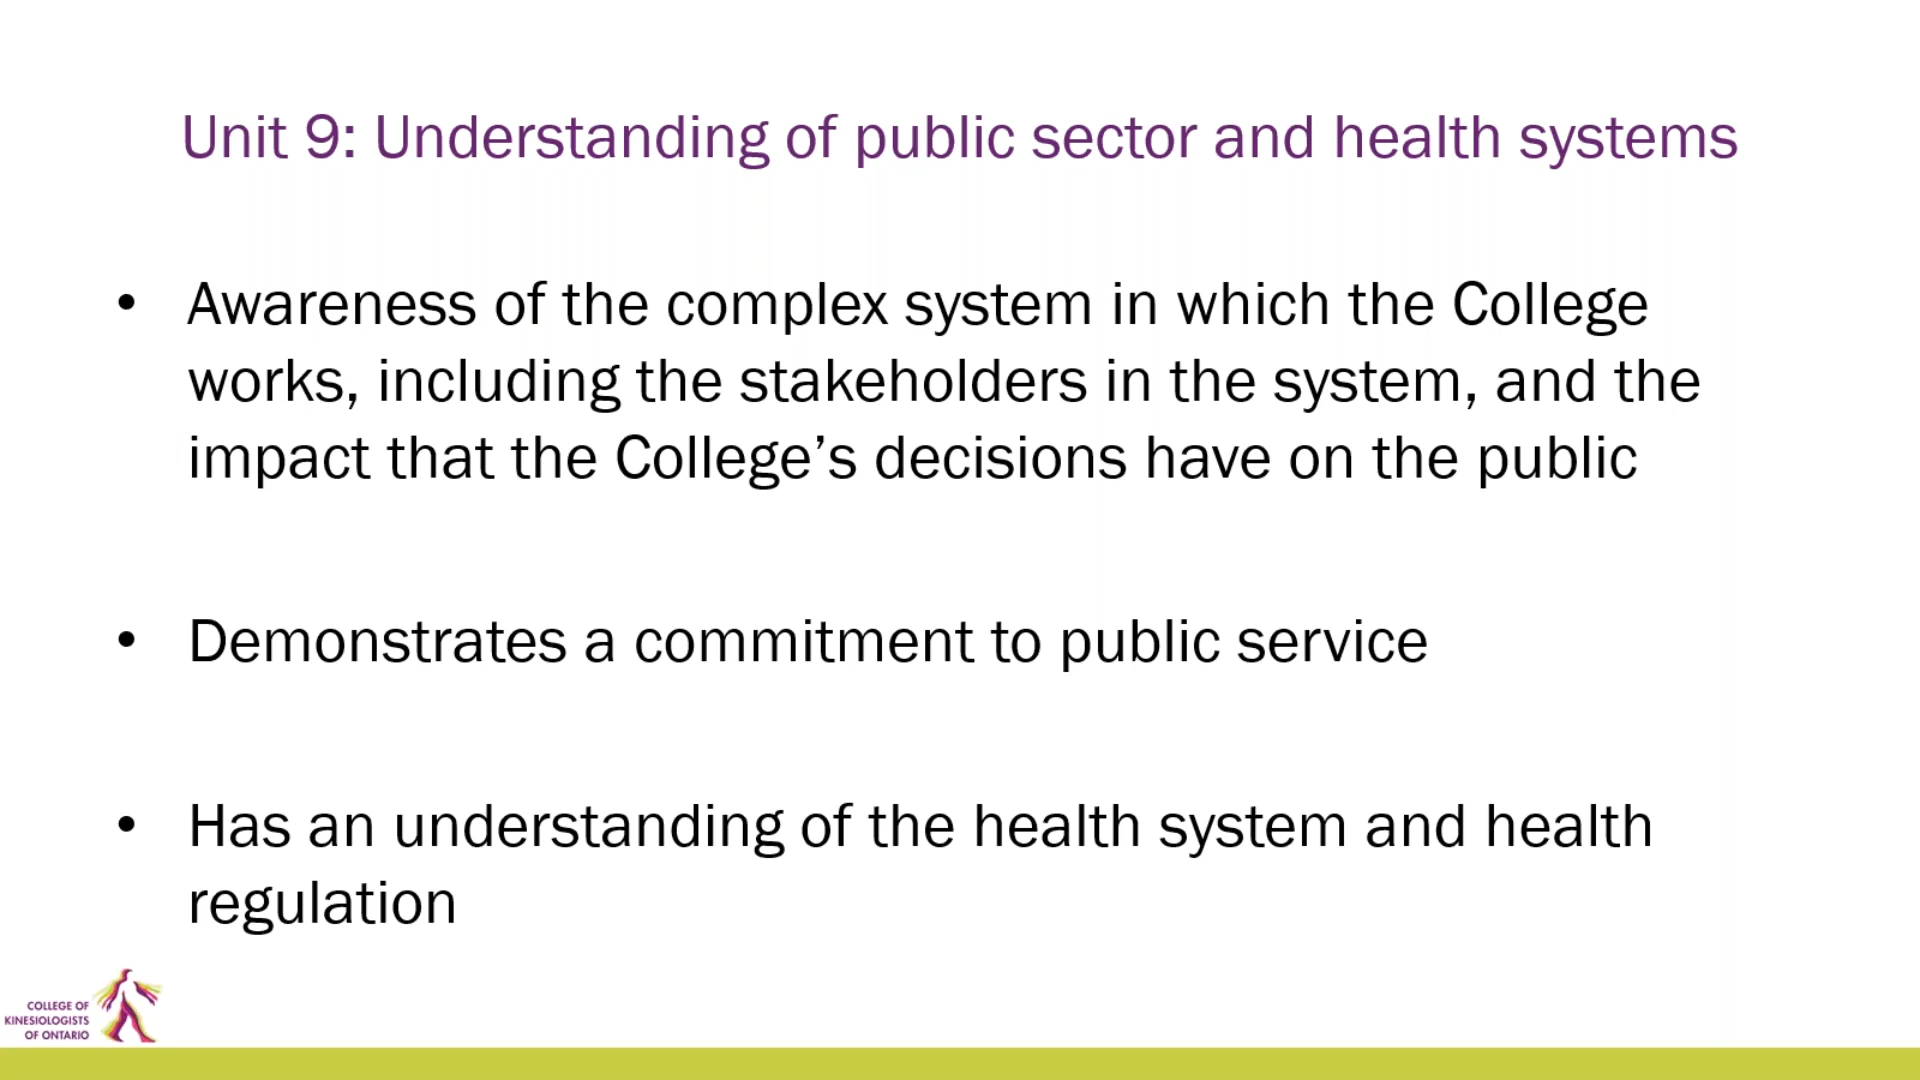 Unit 9: Understanding of public sector and health systems
• Awareness of the complex system in which the College
works, including the stakeholders in the system, and the
impact that the College’s decisions have on the public
• Demonstrates a commitment to public service
• Has an understanding of the health system and health
regulation
COLLEGE OF
KINESIOLOGISTS
OF ONTARIO